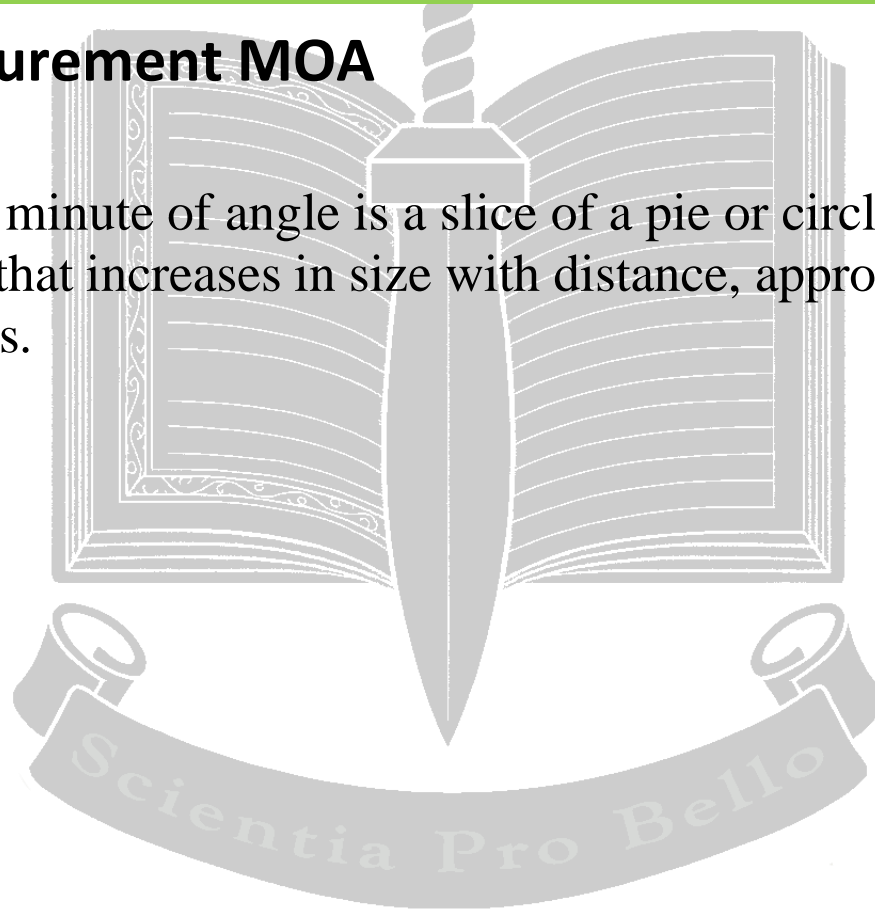 urement MOA
minute of angle is a slice of a pie or circl
that increases in size with distance, appro
s.
Scientia Pro Bello